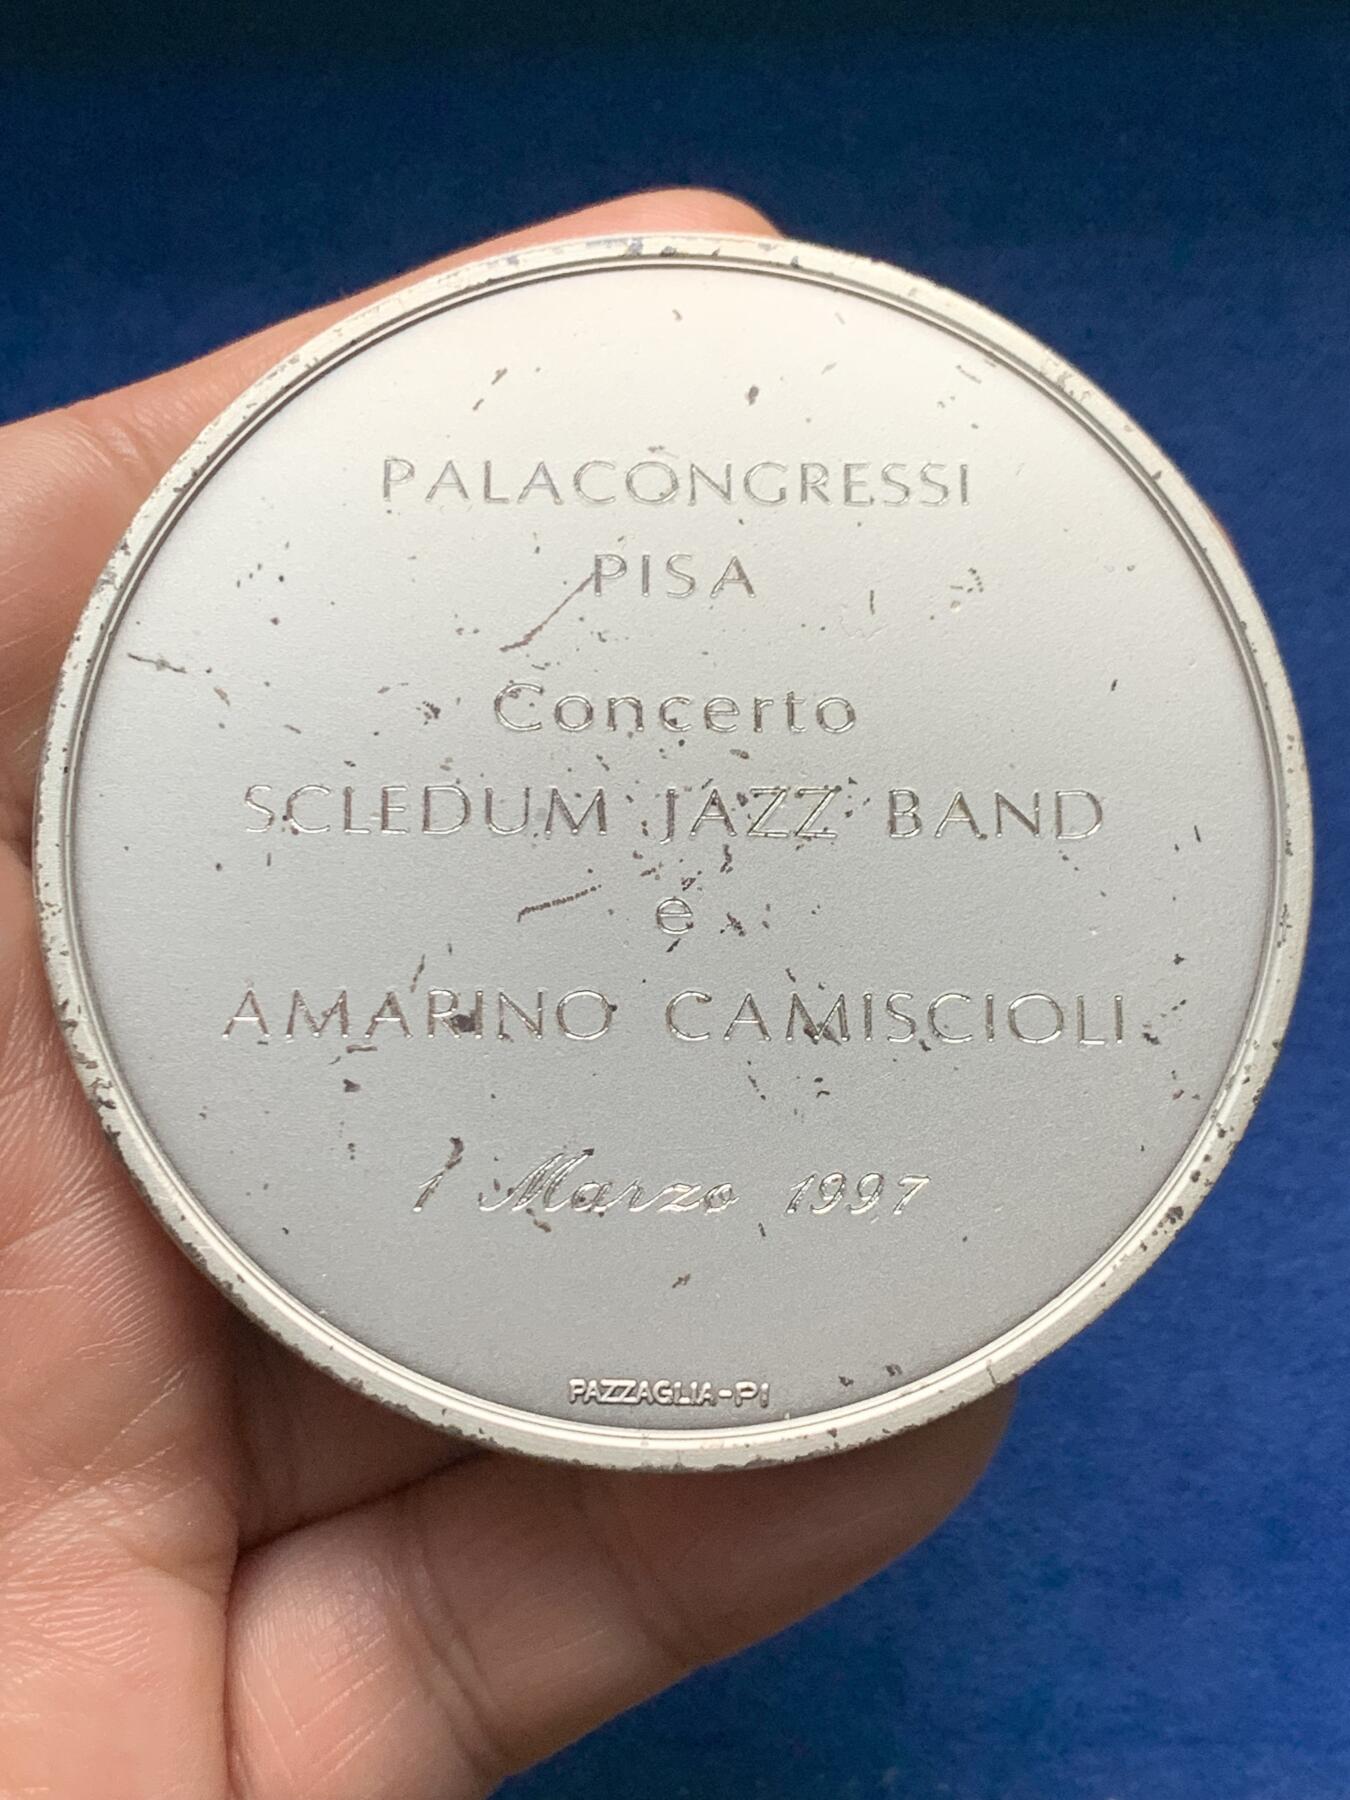 PALACONGRESSI
PISA
Concerto
SCLEDUM JAZZ BAND
e
AMARINO CAMISCIOLI
1 Marzo 1997
PAZZAGLIA-PI